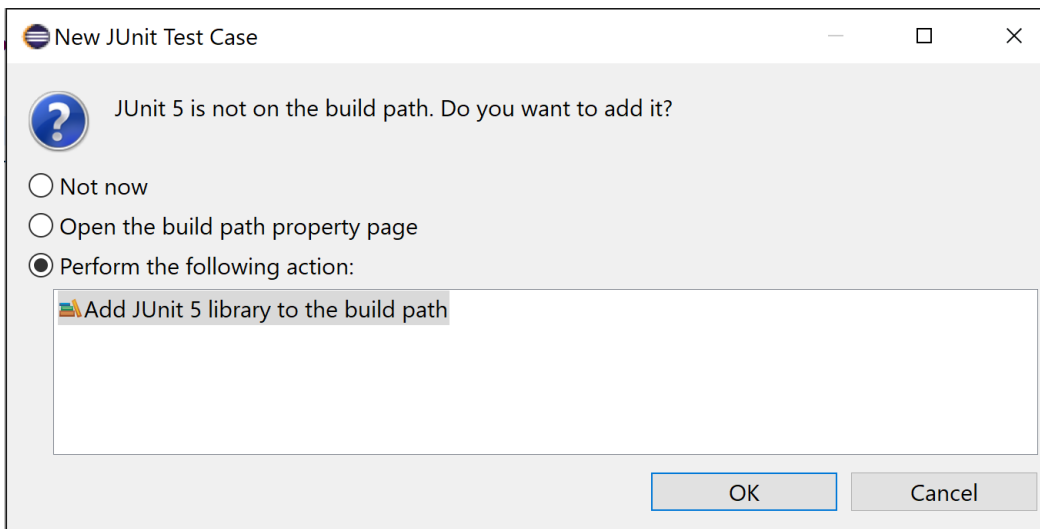 New JUnit Test Case
JUnit 5 is not on the build path. Do you want to add it?
Not now
Open the build path property page
Perform the following action:
Add JUnit 5 library to the build path
OK
Cancel